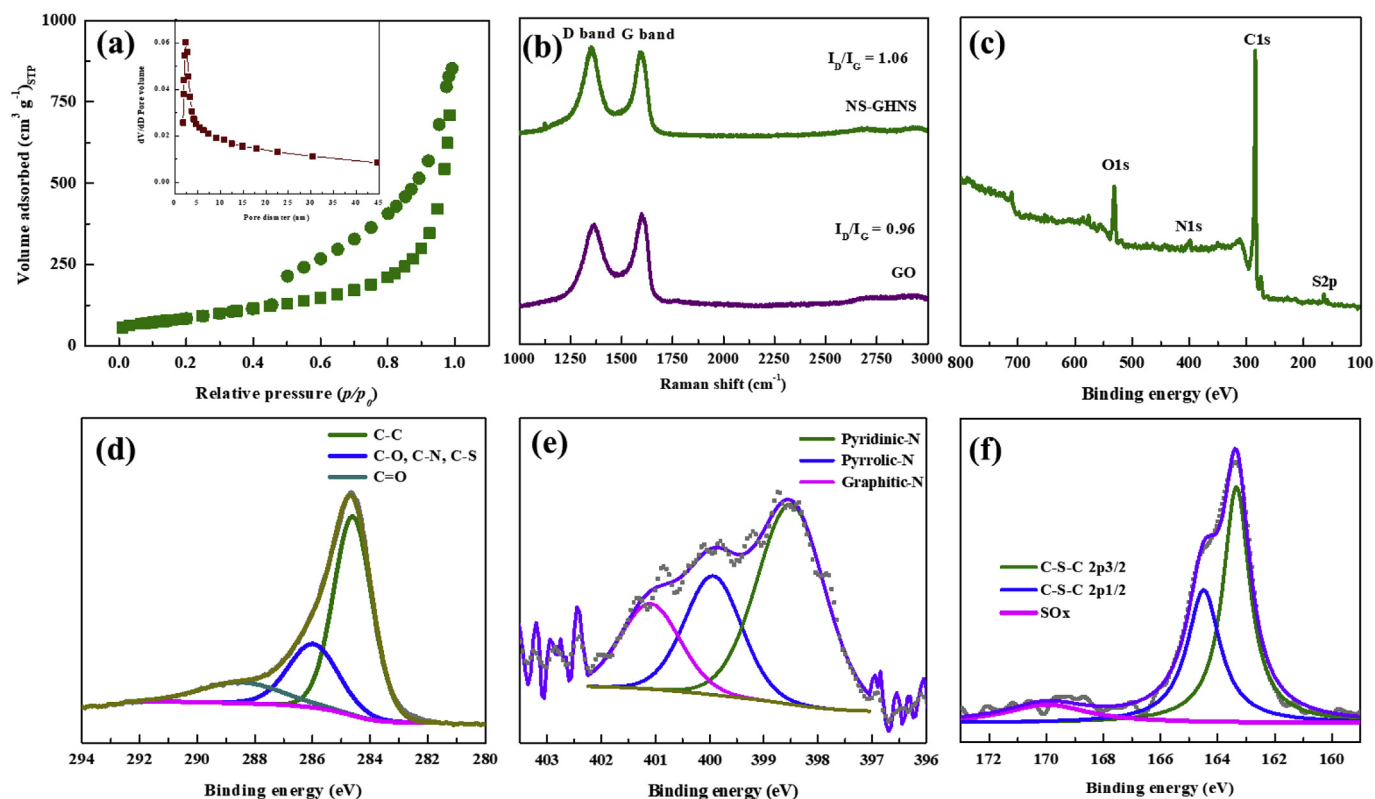 (a)
1000
750
500
250
0
Volume adsorbed (cm³ g⁻¹)STP
0.0
0.2
0.4
0.6
0.8
1.0
Relative pressure (p/p0)
0.06
0.04
0.02
0.00
dV/dD Pore volume
0
5
10
15
20
25
30
35
40
45
Pore diamter (nm)
(b)
D band
G band
ID/IG = 1.06
NS-GHNS
ID/IG = 0.96
GO
1000
1250
1500
1750
2000
2250
2500
2750
3000
Raman shift (cm⁻¹)
(c)
C1s
O1s
N1s
S2p
800
700
600
500
400
300
200
100
Binding energy (eV)
(d)
C-C
C-O, C-N, C-S
C=O
294
292
290
288
286
284
282
280
Binding energy (eV)
(e)
Pyridinic-N
Pyrrolic-N
Graphitic-N
403
402
401
400
399
398
397
396
Binding energy (eV)
(f)
C-S-C 2p3/2
C-S-C 2p1/2
SOx
172
170
168
166
164
162
160
Binding energy (eV)